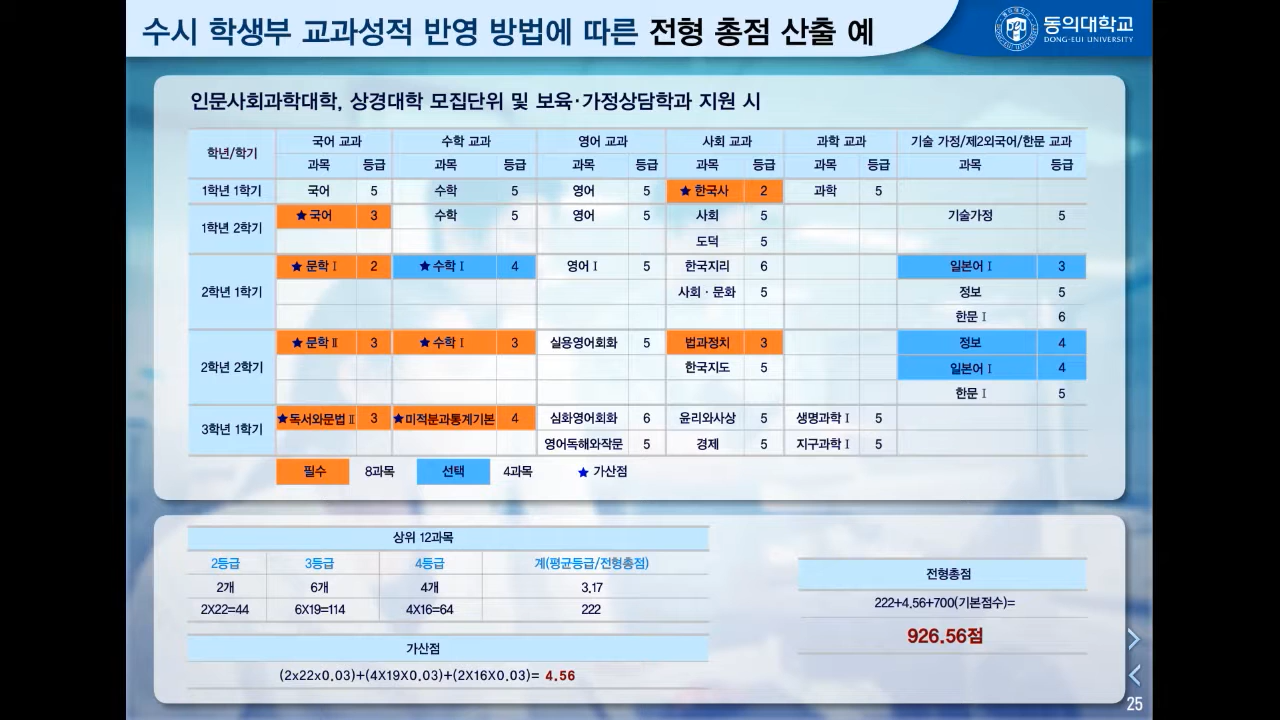 수시 학생부 교과성적 반영 방법에 따른 전형 총점 산출 예
동의대학교
DONG-EUI UNIVERSITY
인문사회과학대학, 상경대학 모집단위 및 보육·가정상담학과 지원 시
학년/학기 국어 교과 수학 교과 영어 교과 사회 교과 과학 교과 기술 가정/제2외국어/한문 교과
과목 등급 과목 등급 과목 등급 과목 등급 과목 등급 과목 등급
1학년 1학기 국어 5 수학 5 영어 5 ★ 한국사 2 과학 5
1학년 2학기 ★ 국어 3 수학 5 영어 5 사회 5 기술가정 5
도덕 5
2학년 1학기 ★ 문학 I 2 ★ 수학 I 4 영어 I 5 한국지리 6 일본어 I 3
사회 · 문화 5 정보 5
한문 I 6
2학년 2학기 ★ 문학 II 3 ★ 수학 I 3 실용영어회화 5 법과정치 3 정보 4
한국지도 5 일본어 I 4
한문 I 5
3학년 1학기 ★ 독서와문법 II 3 ★ 미적분과통계기본 4 심화영어회화 6 윤리와사상 5 생명과학 I 5
영어독해와작문 5 경제 5 지구과학 I 5
필수 8과목 선택 4과목 ★ 가산점
상위 12과목
2등급 3등급 4등급 계(평균등급/전형총점)
2개 6개 4개 3.17
2X22=44 6X19=114 4X16=64 222
가산점
(2x22x0.03)+(4X19X0.03)+(2X16X0.03)= 4.56
전형총점
222+4.56+700(기본점수)=
926.56점
25